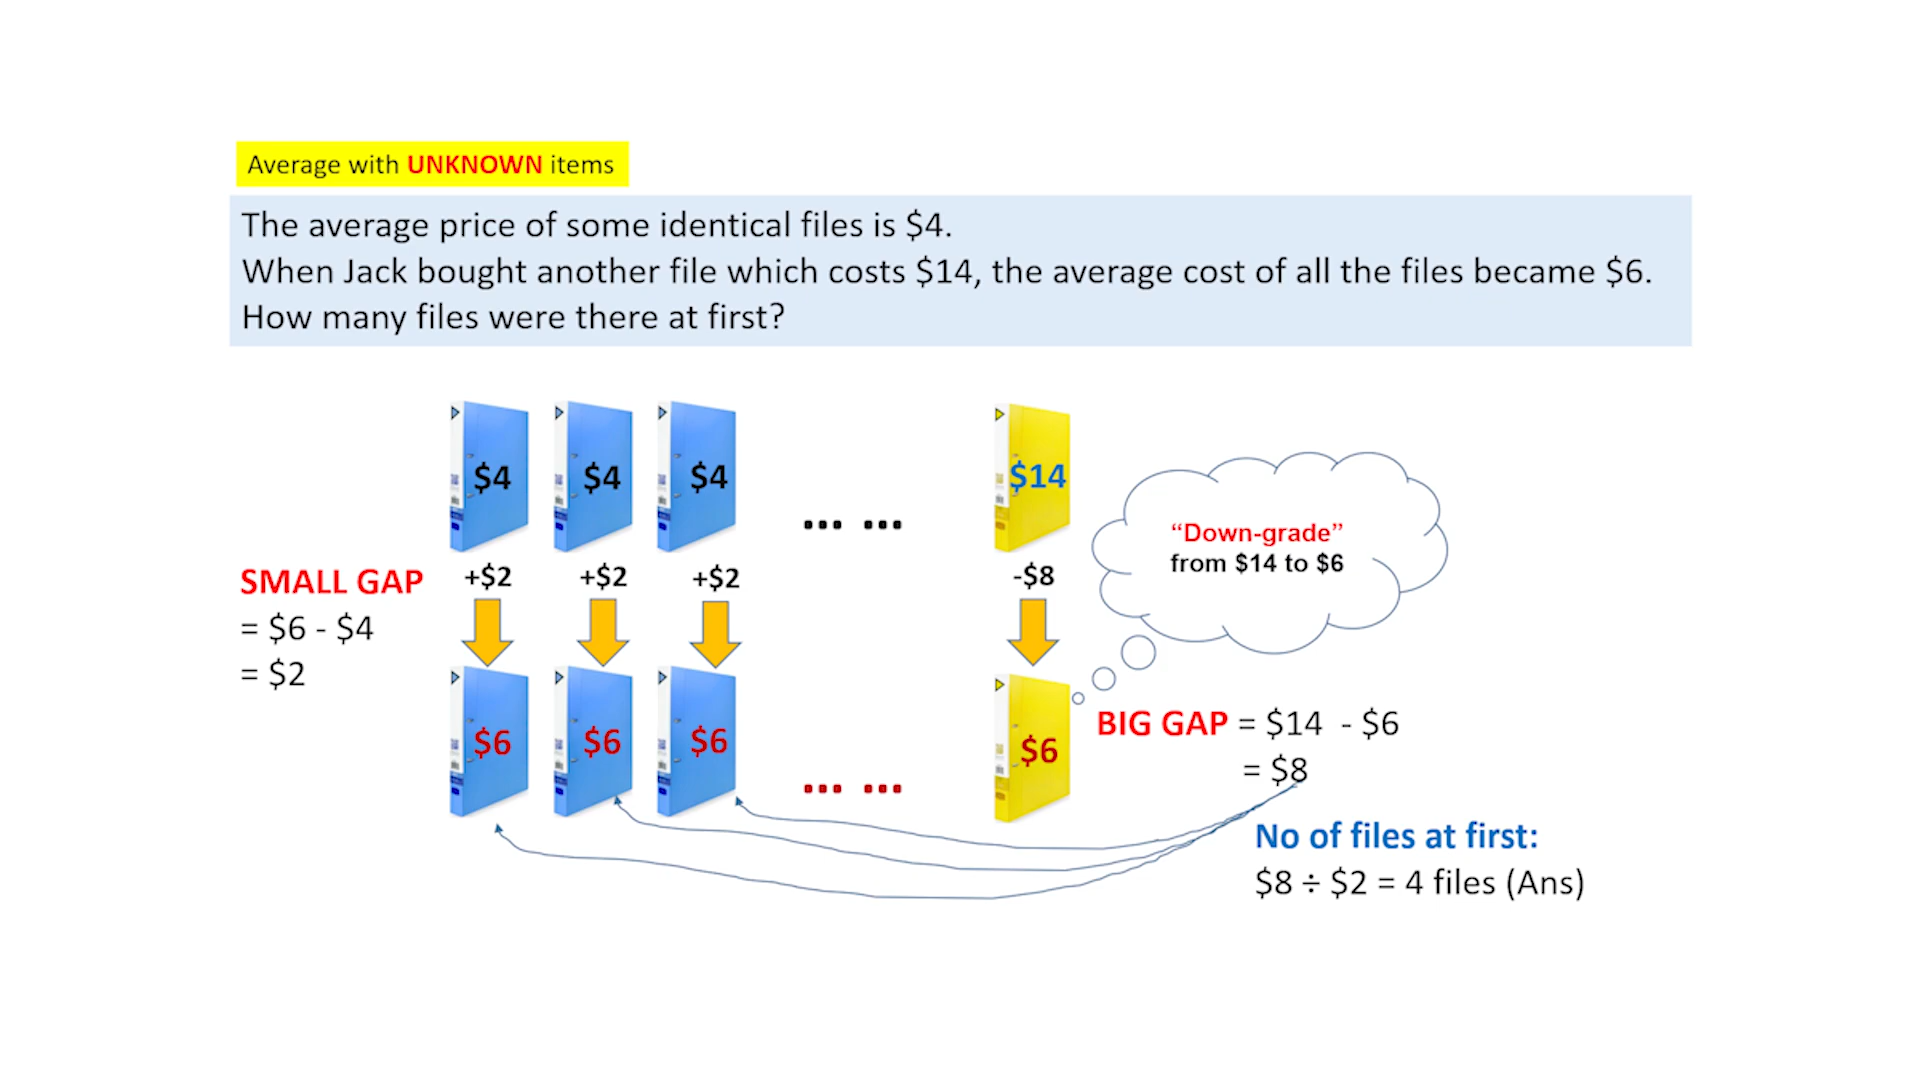 Average with UNKNOWN items
The average price of some identical files is $4.
When Jack bought another file which costs $14, the average cost of all the files became $6.
How many files were there at first?
$4 $4 $4 $14
... ...
"Down-grade"
from $14 to $6
SMALL GAP
= $6 - $4
= $2
+$2 +$2 +$2 -$8
$6 $6 $6 $6
... ...
BIG GAP = $14 - $6
= $8
No of files at first:
$8 ÷ $2 = 4 files (Ans)